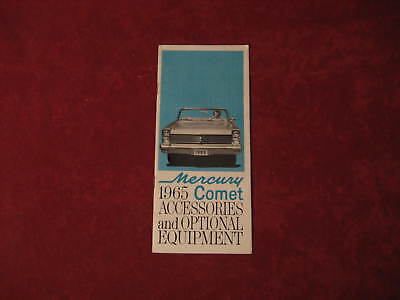 Mercury
1965 Comet
ACCESSORIES
and OPTIONAL
EQUIPMENT